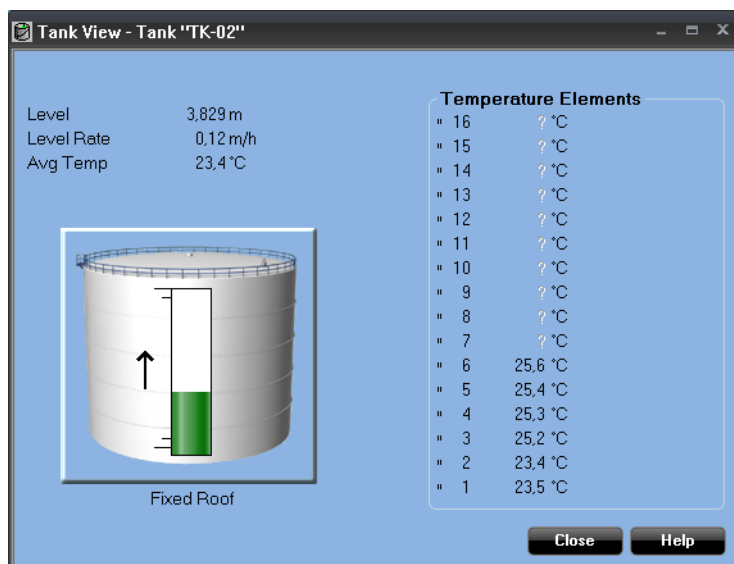 Tank View - Tank "TK-02"
Level 3,829 m
Level Rate 0,12 m/h
Avg Temp 23,4 °C
Fixed Roof
Temperature Elements
" 16 ? °C
" 15 ? °C
" 14 ? °C
" 13 ? °C
" 12 ? °C
" 11 ? °C
" 10 ? °C
" 9 ? °C
" 8 ? °C
" 7 ? °C
" 6 25,6 °C
" 5 25,4 °C
" 4 25,3 °C
" 3 25,2 °C
" 2 23,4 °C
" 1 23,5 °C
Close Help